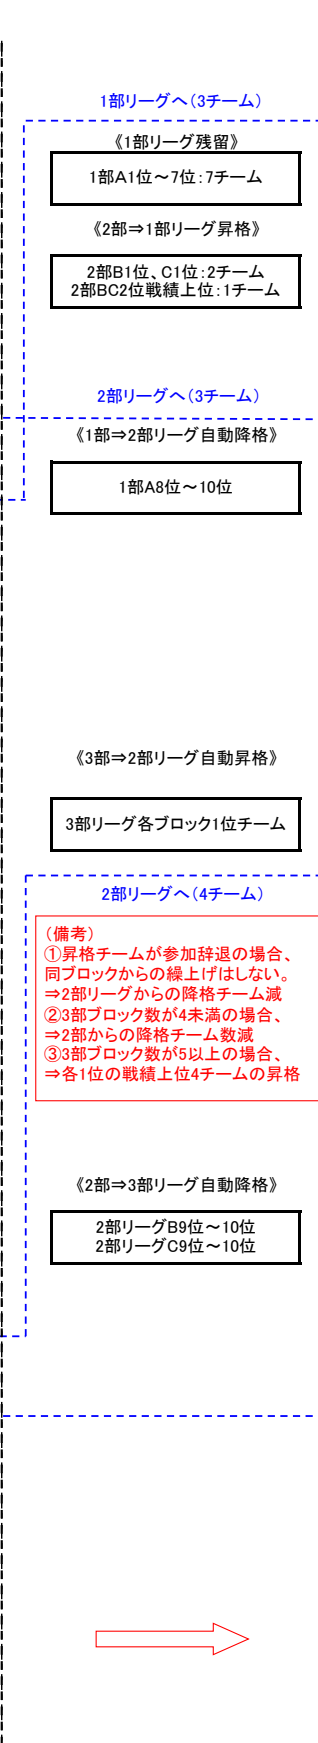 1部リーグへ(3チーム)
《1部リーグ残留》
1部A1位～7位:7チーム
《2部⇒1部リーグ昇格》
2部B1位、C1位:2チーム
2部BC2位戦績上位:1チーム
2部リーグへ(3チーム)
《1部⇒2部リーグ自動降格》
1部A8位～10位
《3部⇒2部リーグ自動昇格》
3部リーグ各ブロック1位チーム
2部リーグへ(4チーム)
(備考)
①昇格チームが参加辞退の場合、
同ブロックからの繰上げはしない。
⇒2部リーグからの降格チーム減
②3部ブロック数が4未満の場合、
⇒2部からの降格チーム数減
③3部ブロック数が5以上の場合、
⇒各1位の戦績上位4チームの昇格
《2部⇒3部リーグ自動降格》
2部リーグB9位～10位
2部リーグC9位～10位